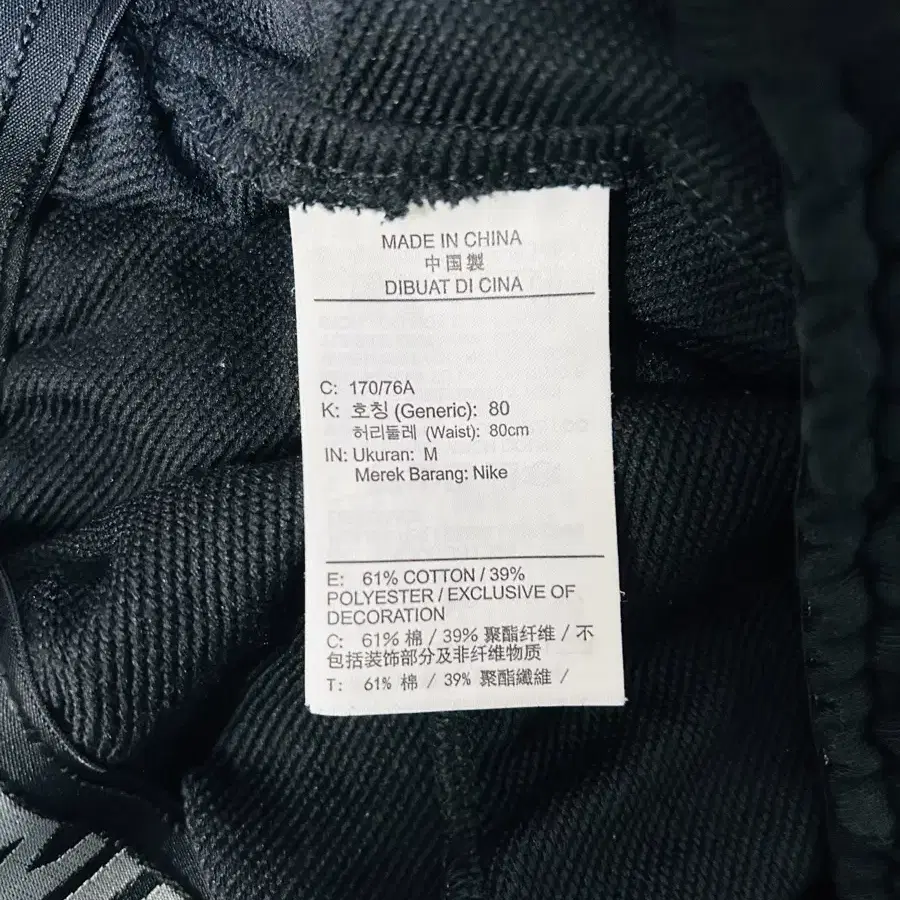 MADE IN CHINA
中国製
DIBUAT DI CINA
C: 170/76A
K: 호칭 (Generic): 80
허리둘레 (Waist): 80cm
IN: Ukuran: M
Merek Barang: Nike
E: 61% COTTON / 39%
POLYESTER / EXCLUSIVE OF
DECORATION
C: 61% 棉 / 39% 聚酯纤维 / 不
包括装饰部分及非纤维物质
T: 61% 棉 / 39% 聚酯纖維 /